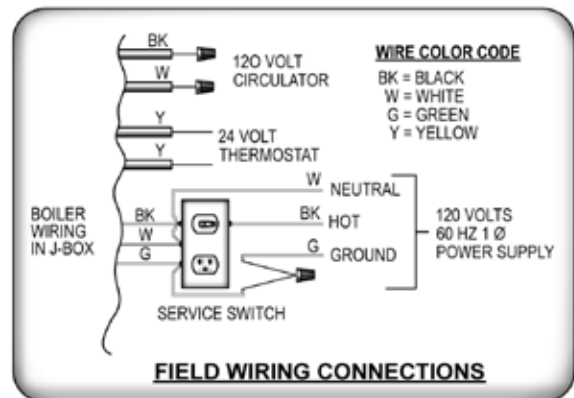 BK
W
12O VOLT
CIRCULATOR
Y
Y
24 VOLT
THERMOSTAT
WIRE COLOR CODE
BK = BLACK
W = WHITE
G = GREEN
Y = YELLOW
BOILER
WIRING
IN J-BOX
BK
W
G
W
NEUTRAL
BK
HOT
G
GROUND
120 VOLTS
60 HZ 1 Ø
POWER SUPPLY
SERVICE SWITCH
FIELD WIRING CONNECTIONS